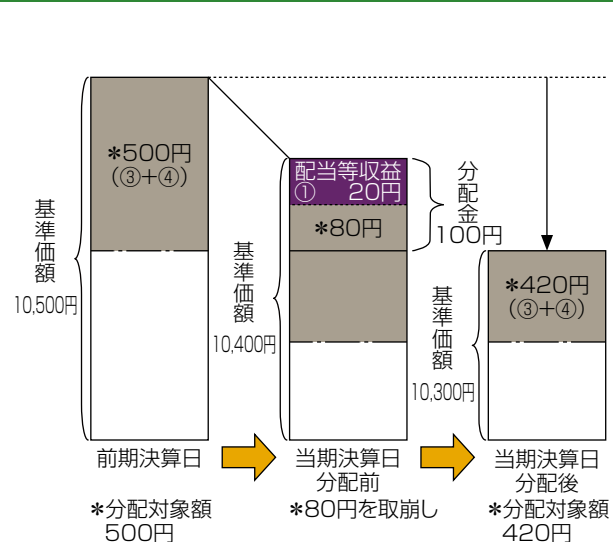 *500円
(③+④)
基準価額
10,500円
前期決算日
*分配対象額
500円
配当等収益
① 20円
*80円
分配金
100円
基準価額
10,400円
当期決算日
分配前
*80円を取崩し
*420円
(③+④)
基準価額
10,300円
当期決算日
分配後
*分配対象額
420円